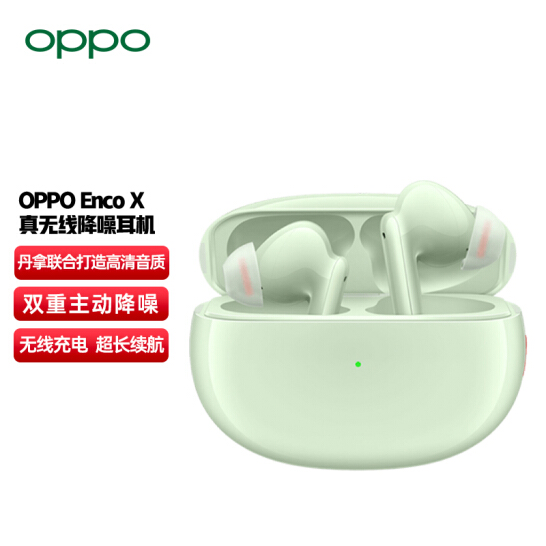 oppo
OPPO Enco X
真无线降噪耳机
丹拿联合打造高清音质
双重主动降噪
无线充电 超长续航